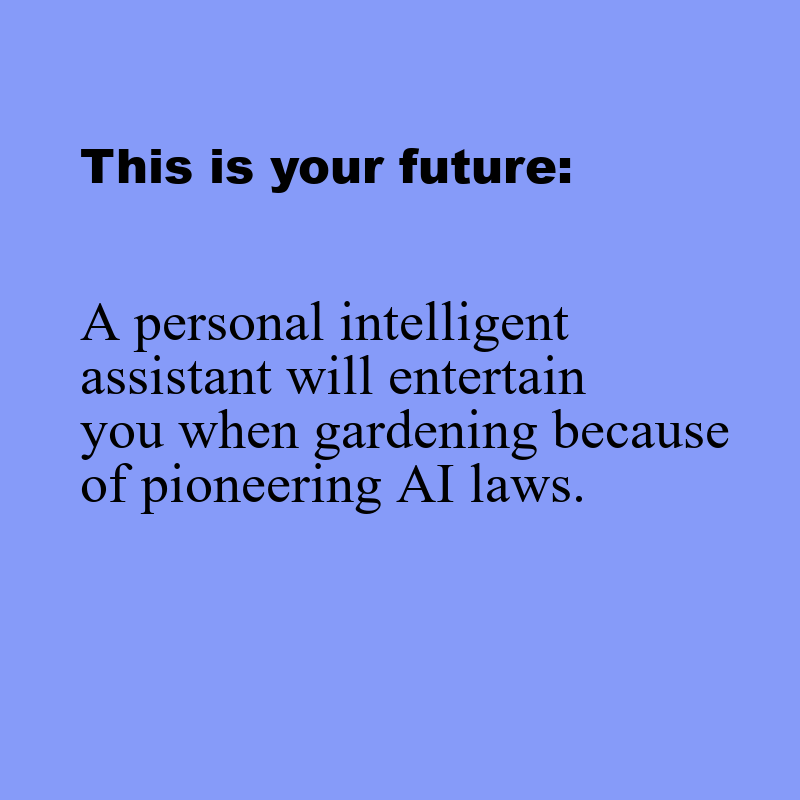 This is your future:
A personal intelligent
assistant will entertain
you when gardening because
of pioneering AI laws.